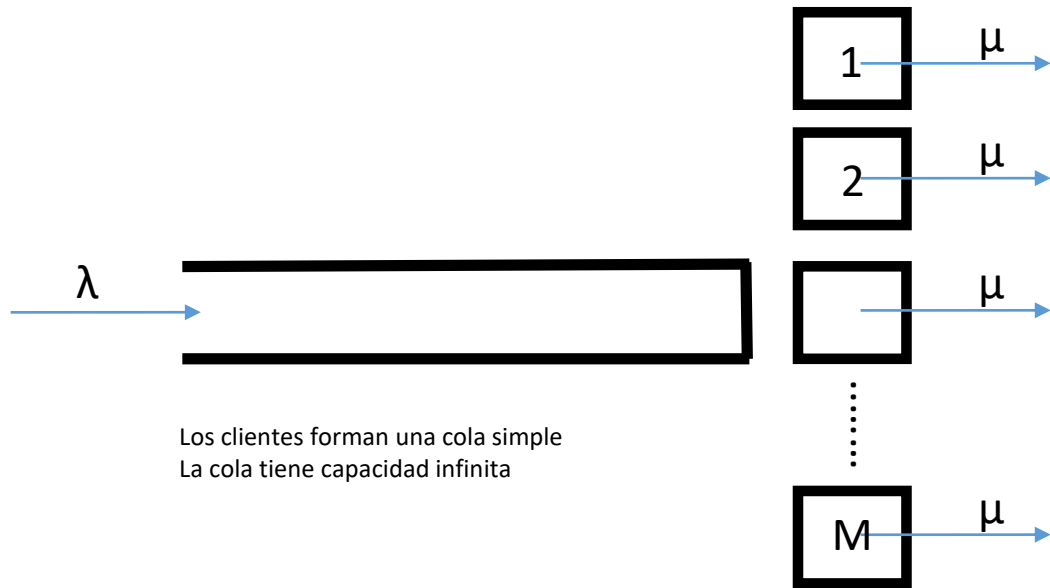 1
μ
2
μ
λ
μ
Los clientes forman una cola simple
La cola tiene capacidad infinita
M
μ